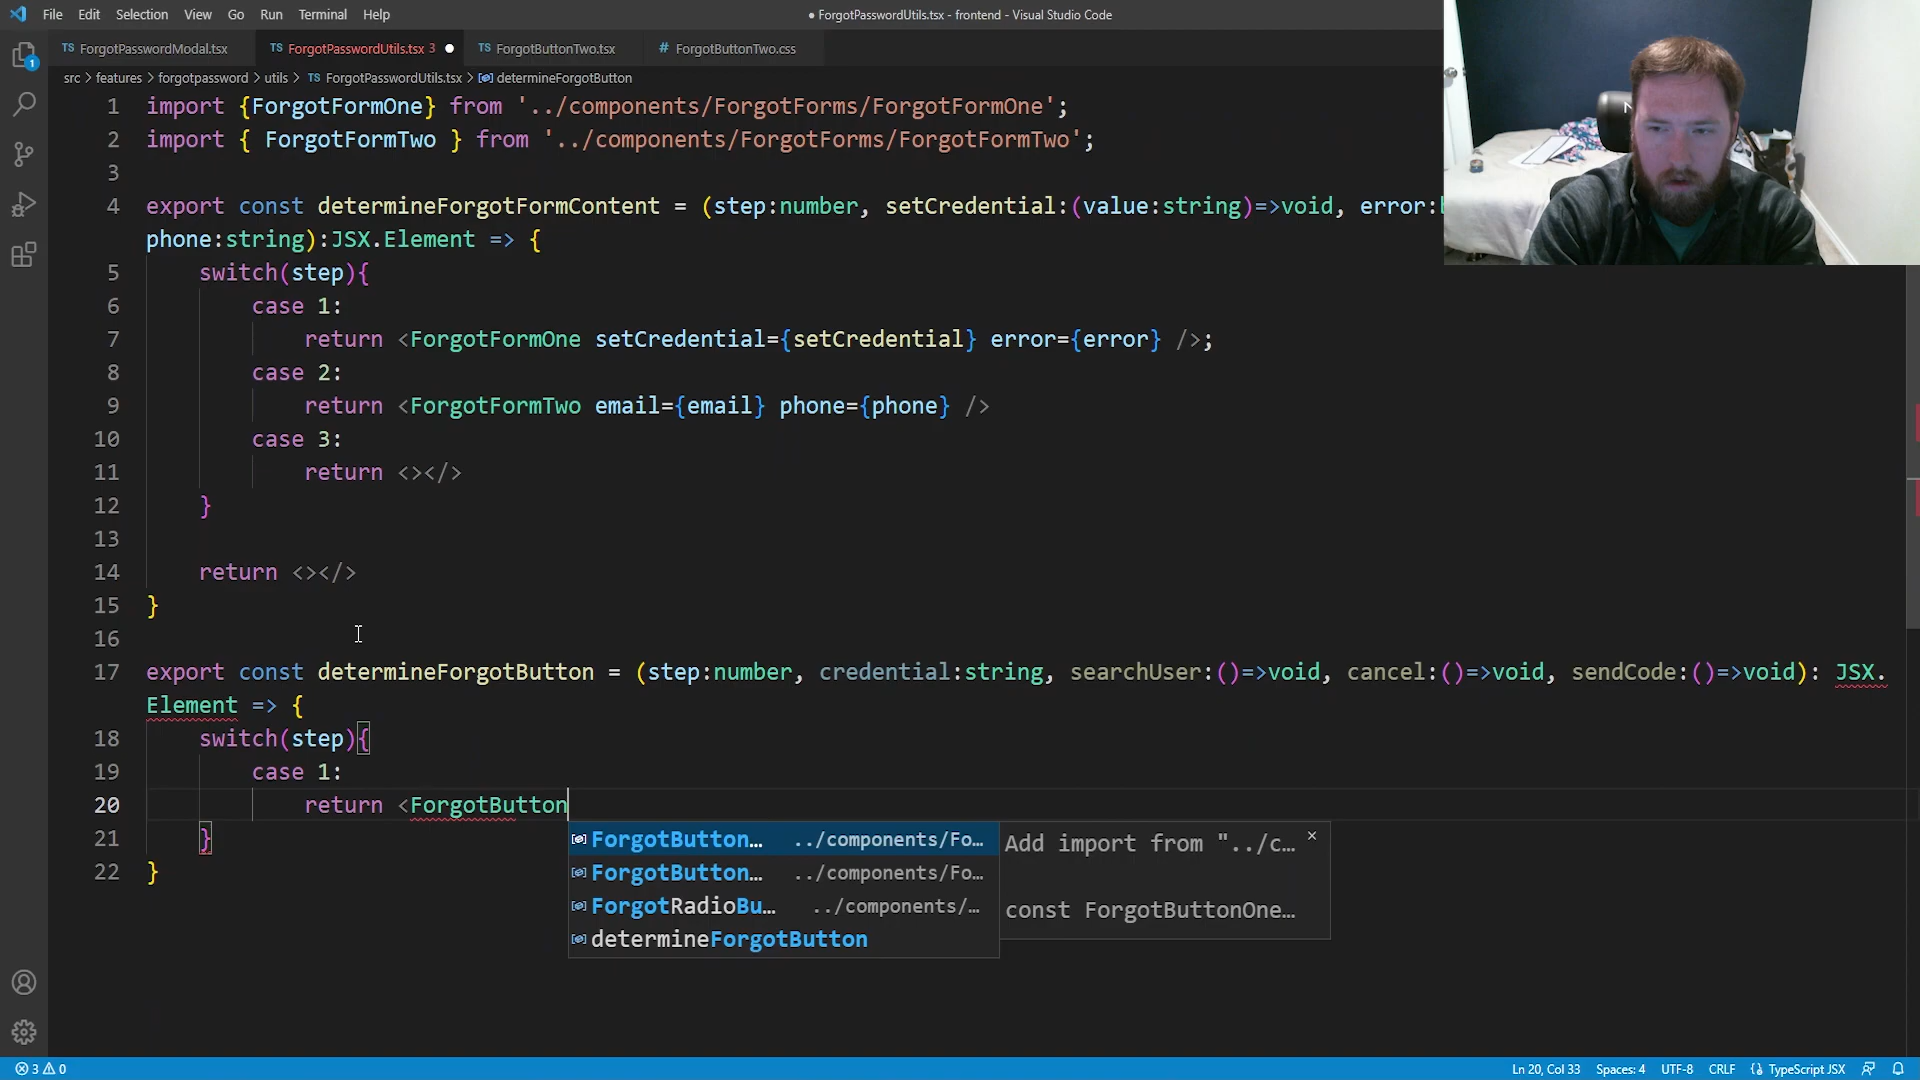 File Edit Selection View Go Run Terminal Help
● ForgotPasswordUtils.tsx - frontend - Visual Studio Code
TS ForgotPasswordModal.tsx TS ForgotPasswordUtils.tsx 3 ● TS ForgotButtonTwo.tsx # ForgotButtonTwo.css
src > features > forgotpassword > utils > TS ForgotPasswordUtils.tsx > determineForgotButton
1 import {ForgotFormOne} from '../components/ForgotForms/ForgotFormOne';
2 import { ForgotFormTwo } from '../components/ForgotForms/ForgotFormTwo';
3
4 export const determineForgotFormContent = (step:number, setCredential:(value:string)=>void, error:
phone:string):JSX.Element => {
5 switch(step){
6 case 1:
7 return <ForgotFormOne setCredential={setCredential} error={error} />;
8 case 2:
9 return <ForgotFormTwo email={email} phone={phone} />
10 case 3:
11 return <></>
12 }
13
14 return <></>
15 }
16
17 export const determineForgotButton = (step:number, credential:string, searchUser:()=>void, cancel:()=>void, sendCode:()=>void): JSX.
Element => {
18 switch(step){
19 case 1:
20 return <ForgotButton
21 }
22 }
ForgotButton… ../components/Fo…
ForgotButton… ../components/Fo…
ForgotRadioBu… ../components/…
determineForgotButton
Add import from "../c… ×
const ForgotButtonOne…
1
3 0
Ln 20, Col 33 Spaces: 4 UTF-8 CRLF {} TypeScript JSX